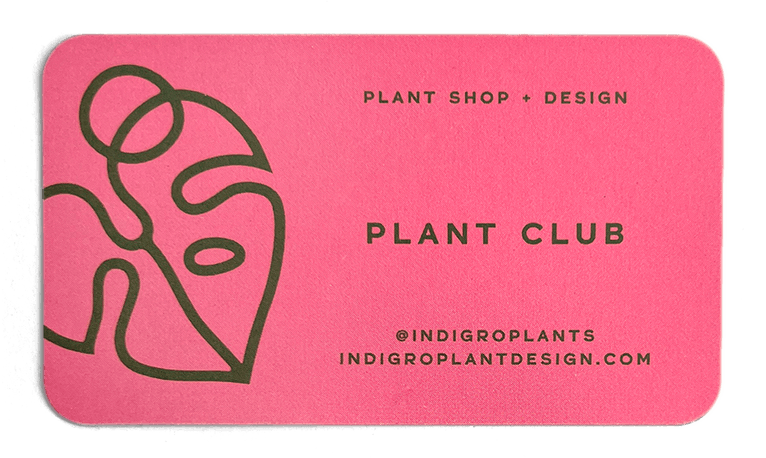 PLANT SHOP + DESIGN
PLANT CLUB
@INDIGROPLANTS
INDIGROPLANTDESIGN.COM